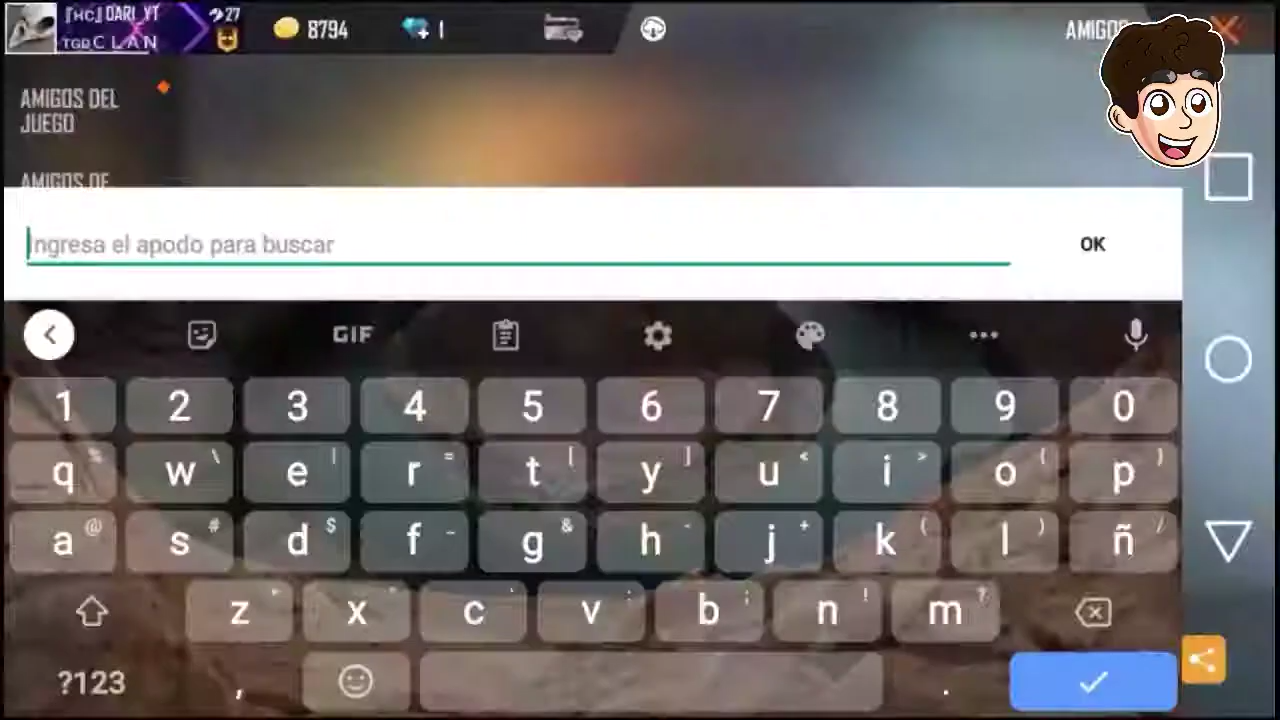 『HC』DARI_YT
TGDCLAN
27
8794
1
AMIGOS
AMIGOS DEL
JUEGO
AMIGOS DE
Ingresa el apodo para buscar
OK
GIF
1 2 3 4 5 6 7 8 9 0
q w \ e | r = t [ y ] u < i > o { p }
a @ s # d $ f _ g & h - j + k ( l ) ñ /
z x c v b ; n ! m ?
?123 , .